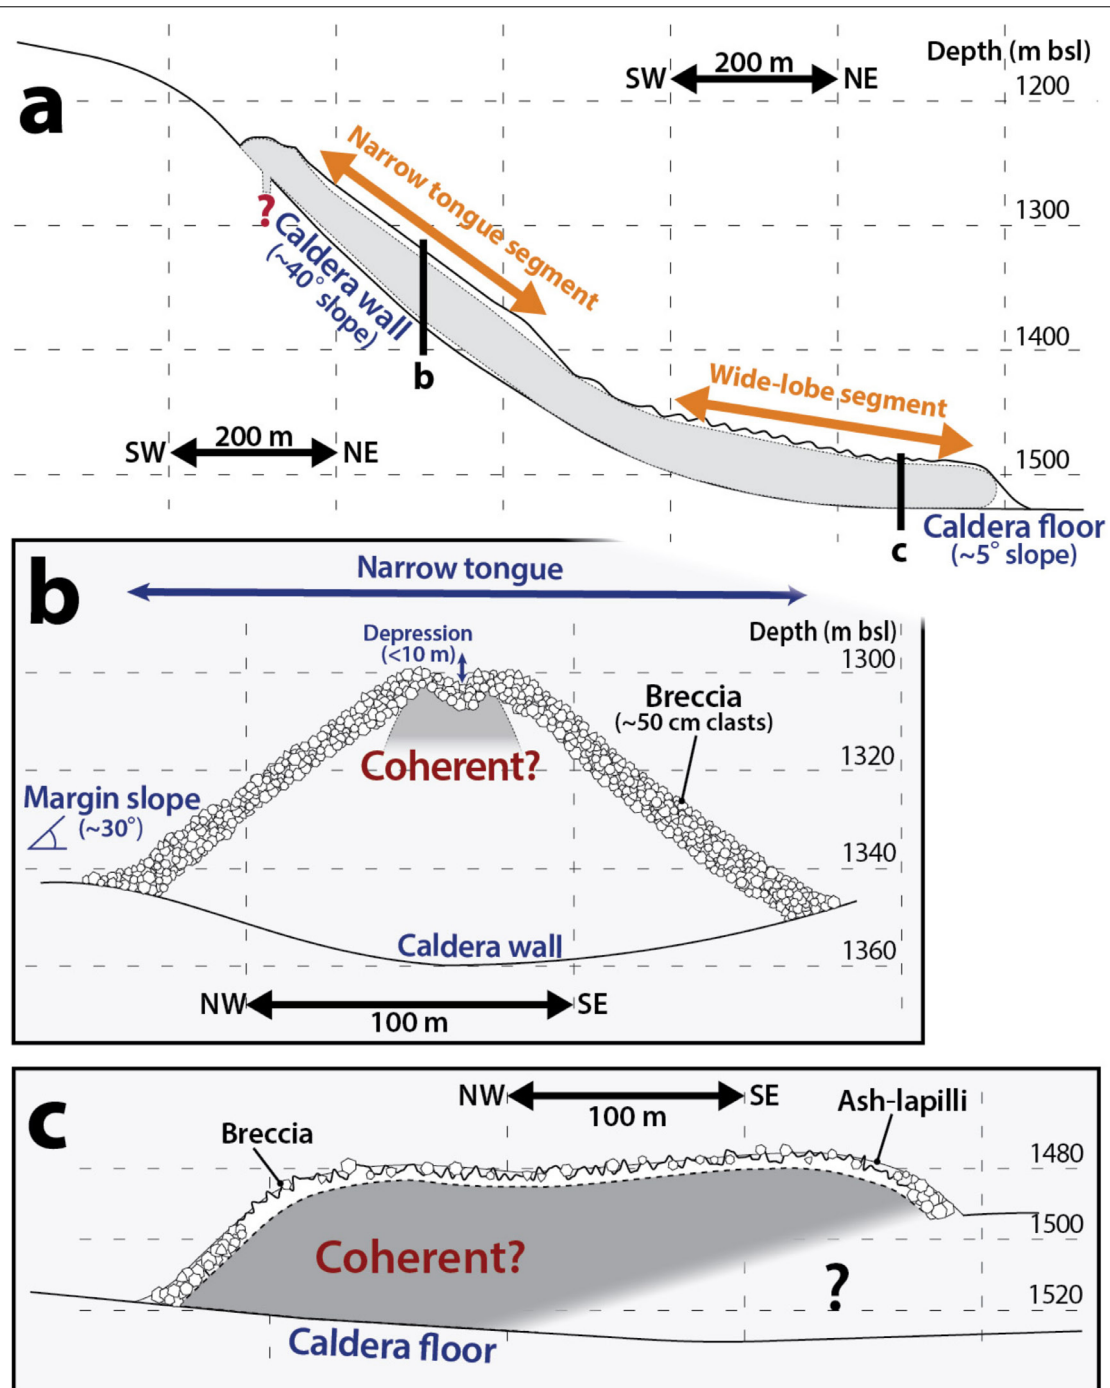 a
SW 200 m NE
Depth (m bsl)
1200
Narrow tongue segment
?
Caldera wall
(~40° slope)
1300
b
1400
Wide-lobe segment
SW 200 m NE
1500
c
Caldera floor
(~5° slope)
b
Narrow tongue
Depression
(<10 m)
Depth (m bsl)
1300
Breccia
(~50 cm clasts)
Coherent?
1320
Margin slope
(~30°)
1340
Caldera wall
1360
NW 100 m SE
c
NW 100 m SE
Ash-lapilli
Breccia
1480
1500
Coherent?
?
1520
Caldera floor